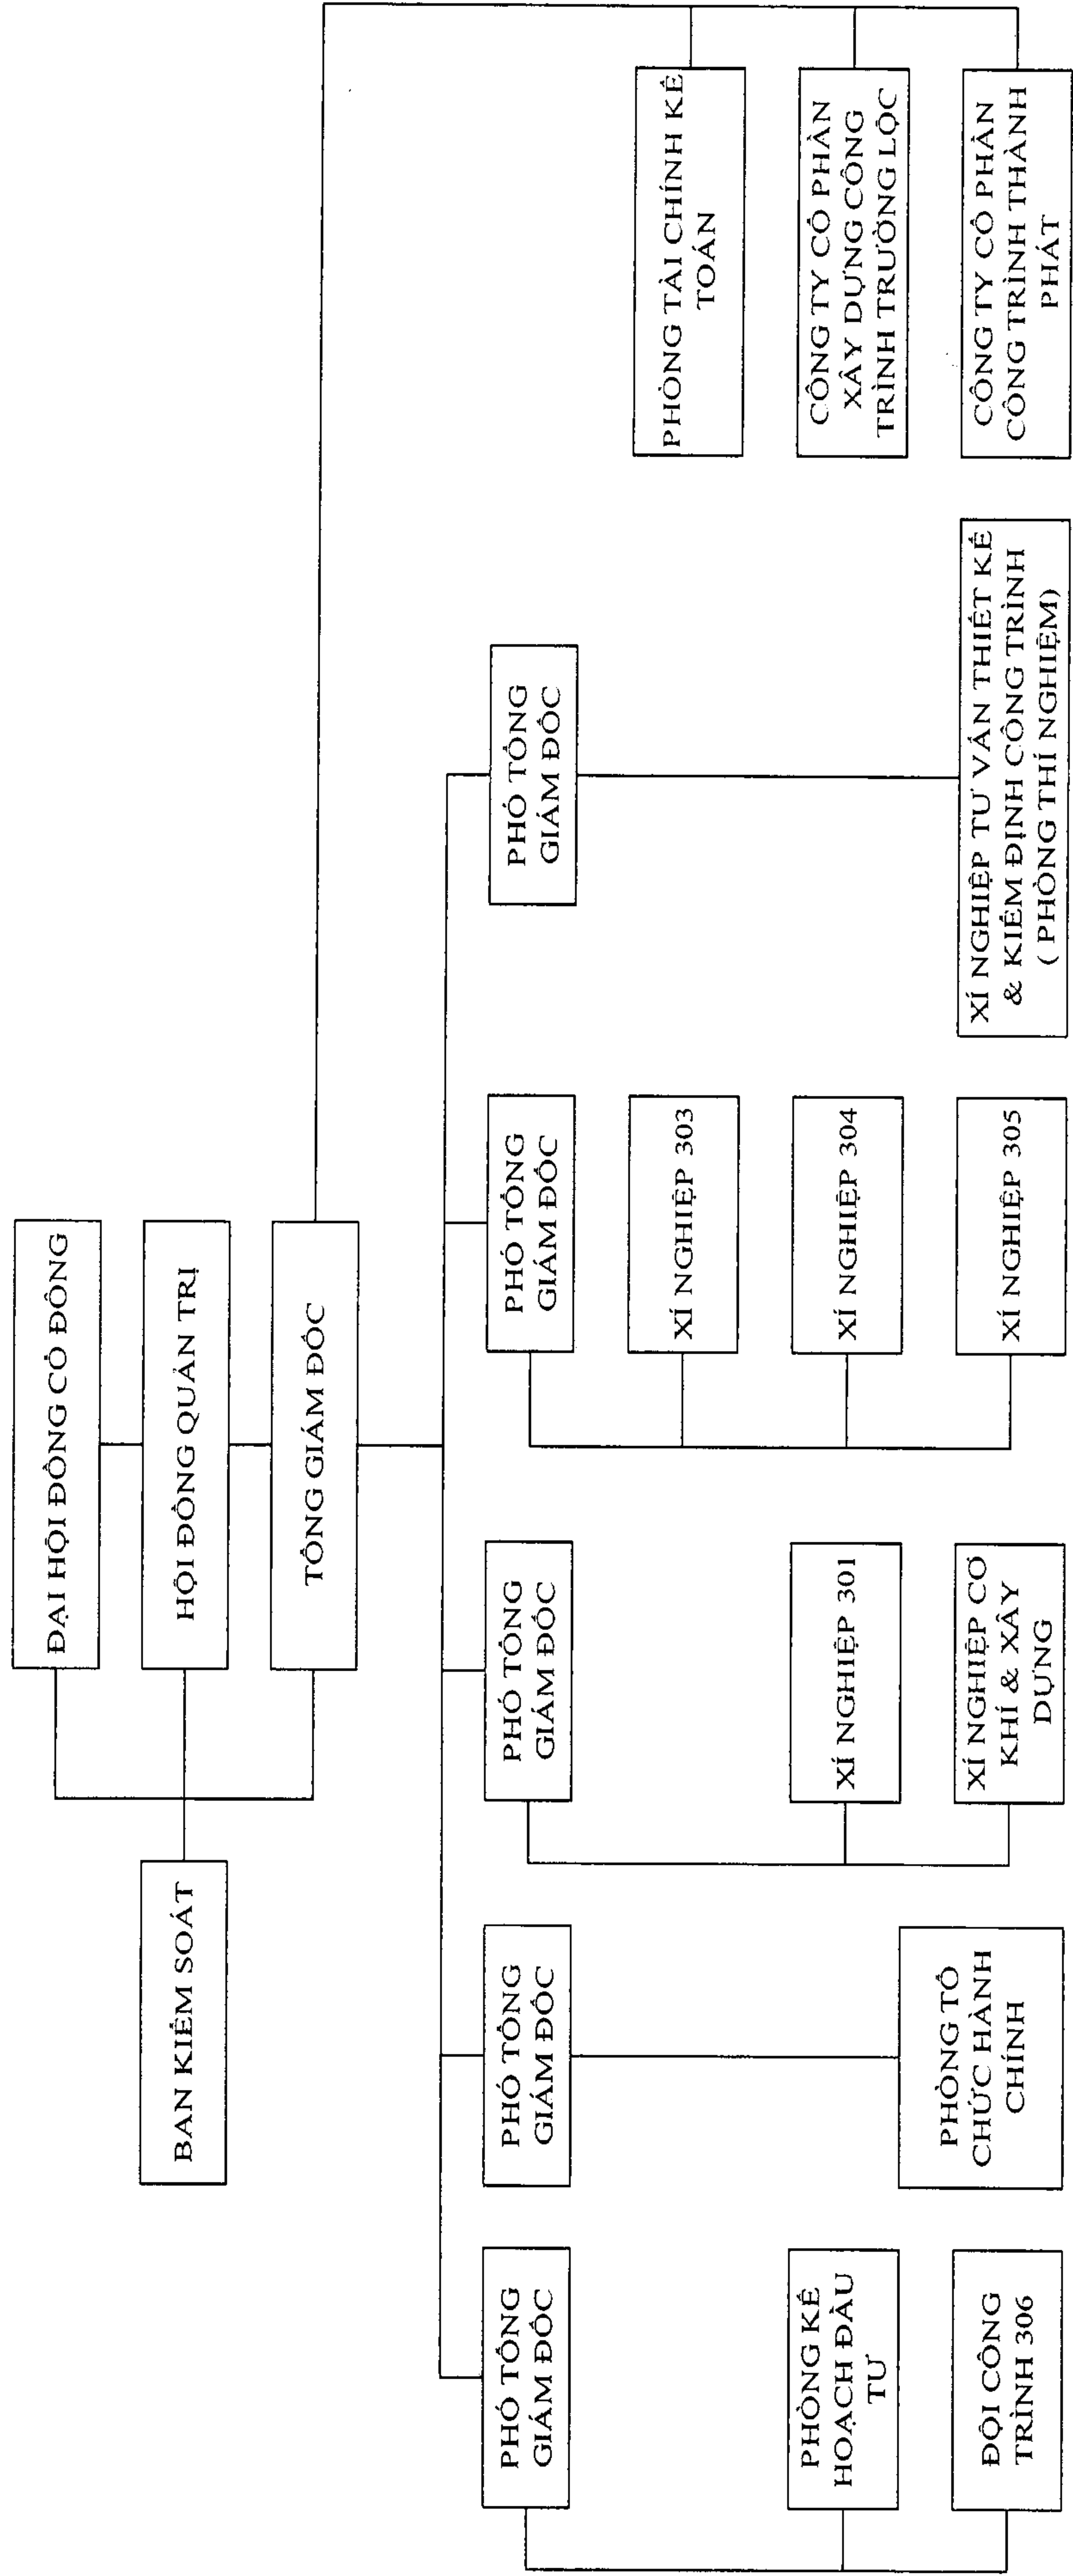 ĐẠI HỘI ĐỒNG CỔ ĐÔNG
BAN KIỂM SOÁT
HỘI ĐỒNG QUẢN TRỊ
TỔNG GIÁM ĐỐC
PHÓ TỔNG
GIÁM ĐỐC
PHÓ TỔNG
GIÁM ĐỐC
PHÓ TỔNG
GIÁM ĐỐC
PHÓ TỔNG
GIÁM ĐỐC
PHÓ TỔNG
GIÁM ĐỐC
XÍ NGHIỆP 303
PHÒNG TÀI CHÍNH KẾ
TOÁN
PHÒNG KẾ
HOẠCH ĐẦU
TƯ
XÍ NGHIỆP 301
XÍ NGHIỆP 304
CÔNG TY CỔ PHẦN
XÂY DỰNG CÔNG
TRÌNH TRƯỜNG LỘC
ĐỘI CÔNG
TRÌNH 306
PHÒNG TỔ
CHỨC HÀNH
CHÍNH
XÍ NGHIỆP CƠ
KHÍ & XÂY
DỰNG
XÍ NGHIỆP 305
XÍ NGHIỆP TƯ VẤN THIẾT KẾ
& KIỂM ĐỊNH CÔNG TRÌNH
( PHÒNG THÍ NGHIỆM)
CÔNG TY CỔ PHẦN
CÔNG TRÌNH THÀNH
PHÁT